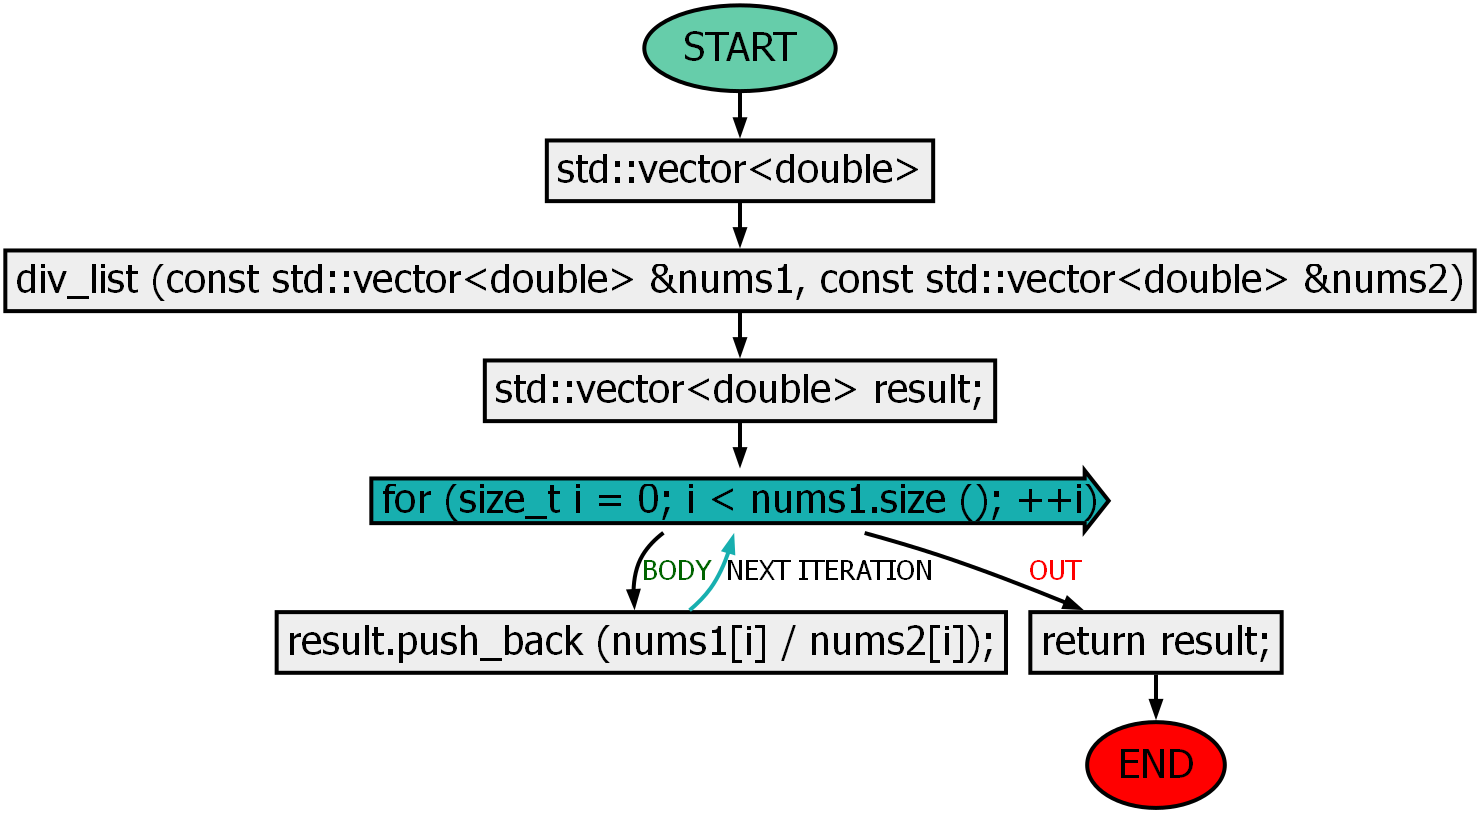 START
std::vector<double>
div_list (const std::vector<double> &nums1, const std::vector<double> &nums2)
std::vector<double> result;
for (size_t i = 0; i < nums1.size (); ++i)
BODY
NEXT ITERATION
OUT
result.push_back (nums1[i] / nums2[i]);
return result;
END